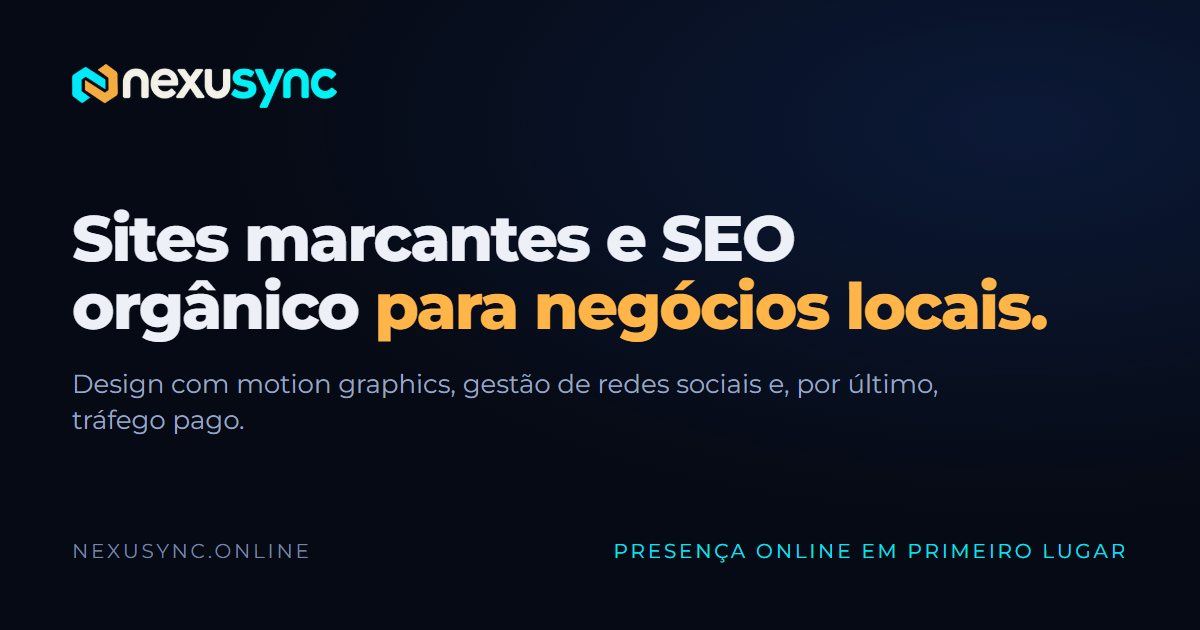 nexusync
Sites marcantes e SEO
orgânico para negócios locais.
Design com motion graphics, gestão de redes sociais e, por último,
tráfego pago.
NEXUSYNC.ONLINE
PRESENÇA ONLINE EM PRIMEIRO LUGAR